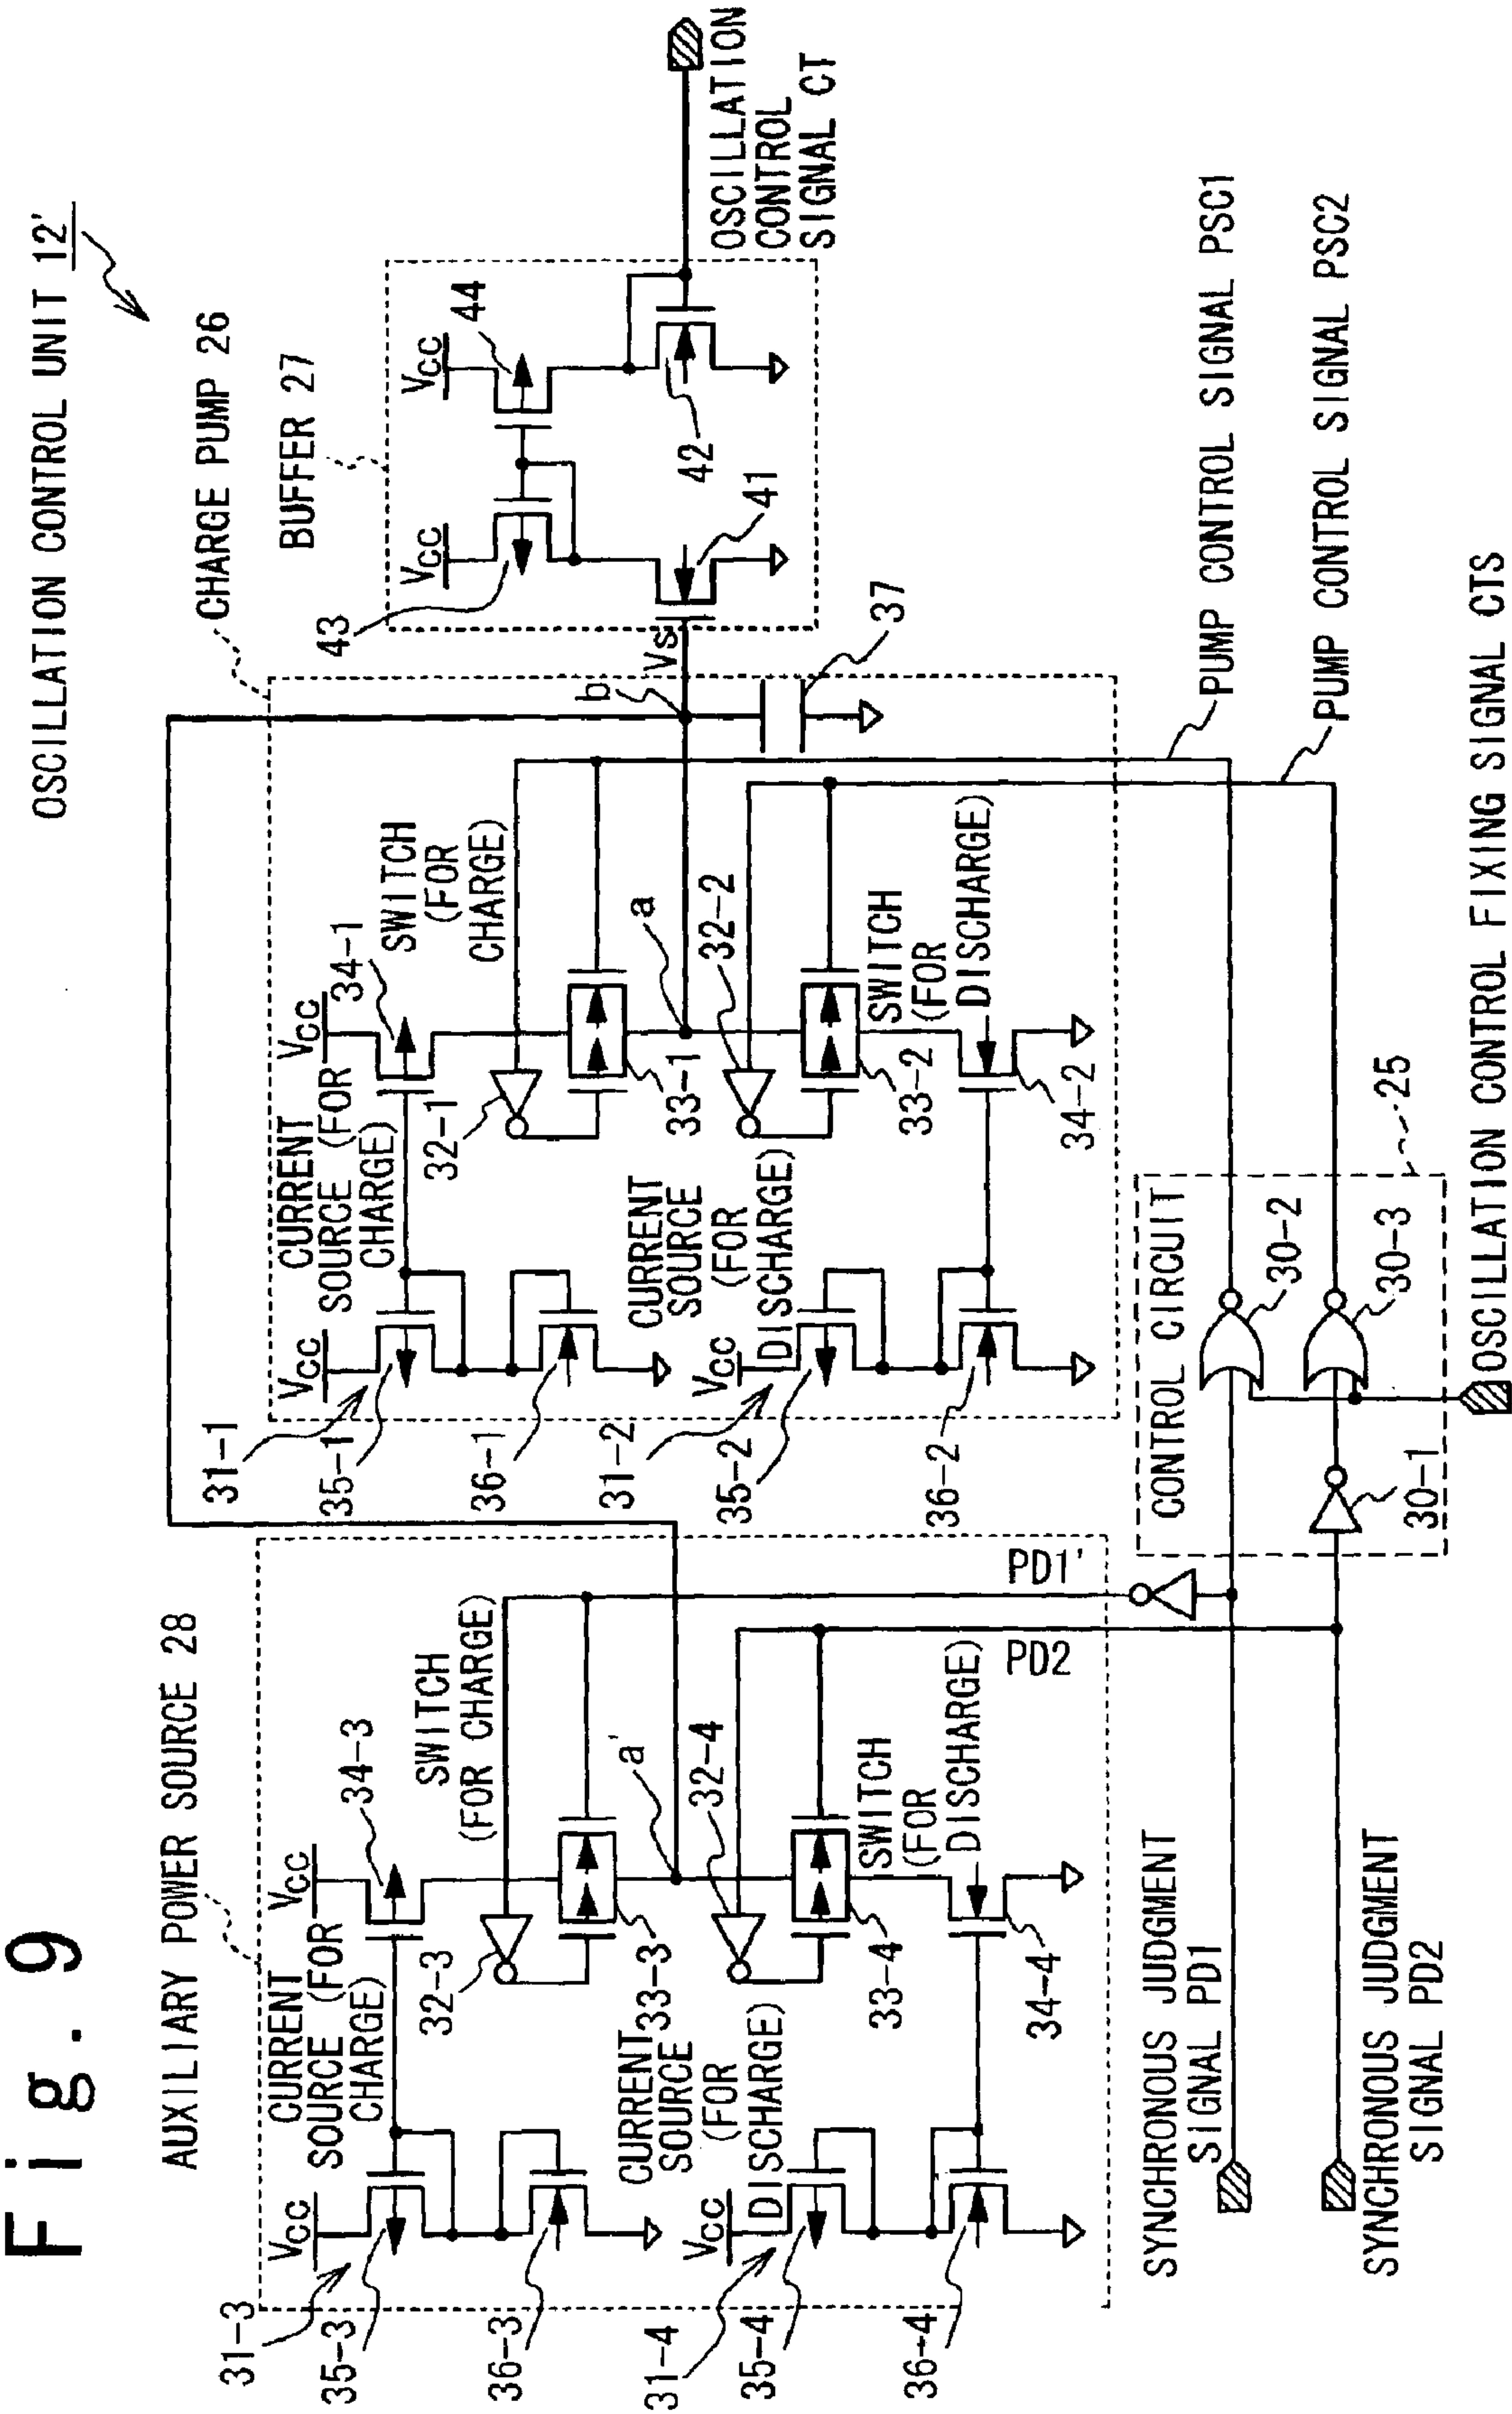 Fig. 9
OSCILLATION CONTROL UNIT 12'
AUXILIARY POWER SOURCE 28
CHARGE PUMP 26
BUFFER 27
31-3
35-3
36-3
31-4
35-4
36-4
VCC
VCC
VCC
CURRENT
SOURCE (FOR
CHARGE)
34-3
SWITCH
(FOR CHARGE)
32-3
33-3
a'
32-4
CURRENT
SOURCE
(FOR
DISCHARGE)
33-4
SWITCH
(FOR
DISCHARGE)
34-4
PD1'
PD2
31-1
35-1
36-1
31-2
35-2
36-2
VCC
VCC
VCC
CURRENT
SOURCE (FOR
CHARGE)
34-1
SWITCH
(FOR
CHARGE)
32-1
33-1
a
32-2
CURRENT
SOURCE
(FOR
DISCHARGE)
33-2
SWITCH
(FOR
DISCHARGE)
34-2
b
Vs
37
VCC
VCC
43
44
41
42
OSCILLATION
CONTROL
SIGNAL CT
PUMP CONTROL SIGNAL PSC1
PUMP CONTROL SIGNAL PSC2
CONTROL CIRCUIT
25
30-1
30-2
30-3
SYNCHRONOUS JUDGMENT
SIGNAL PD1
SYNCHRONOUS JUDGMENT
SIGNAL PD2
OSCILLATION CONTROL FIXING SIGNAL CTS